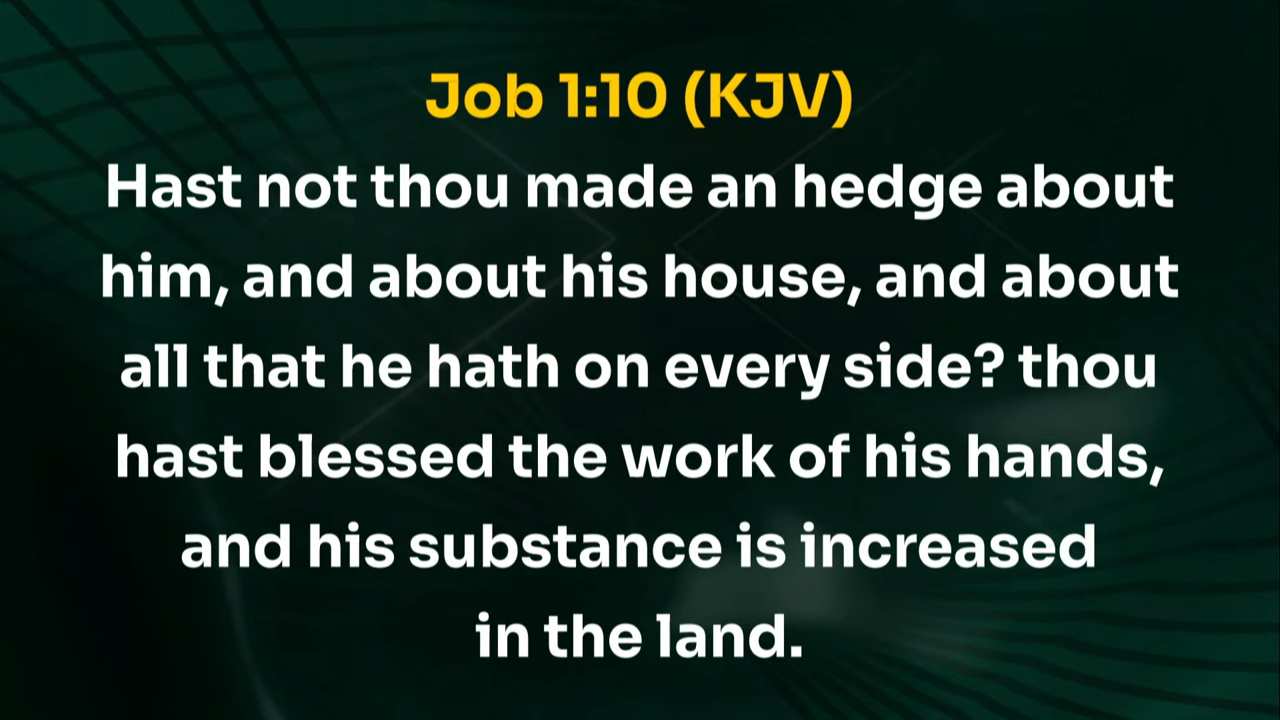 Job 1:10 (KJV)
Hast not thou made an hedge about
him, and about his house, and about
all that he hath on every side? thou
hast blessed the work of his hands,
and his substance is increased
in the land.